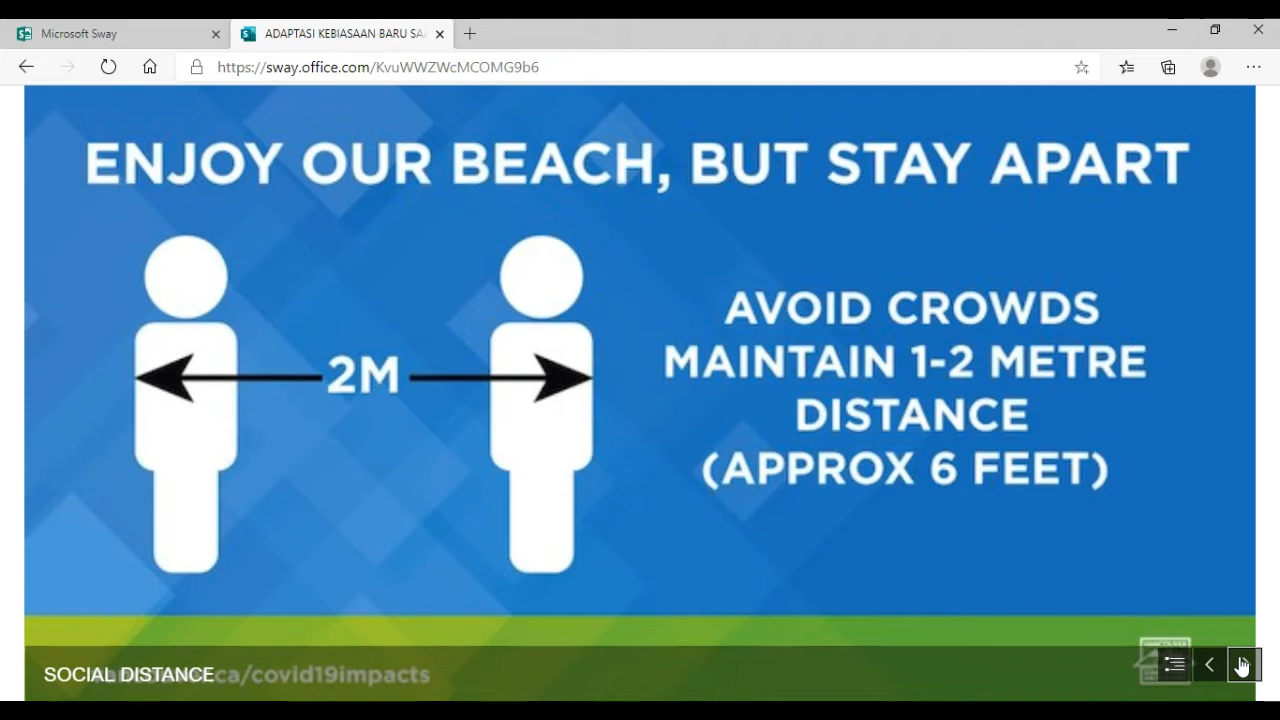 Microsoft Sway
ADAPTASI KEBIASAAN BARU SA
https://sway.office.com/KvuWWZWcMCOMG9b6
ENJOY OUR BEACH, BUT STAY APART
2M
AVOID CROWDS
MAINTAIN 1-2 METRE
DISTANCE
(APPROX 6 FEET)
SOCIAL DISTANCE
ca/covid19impacts